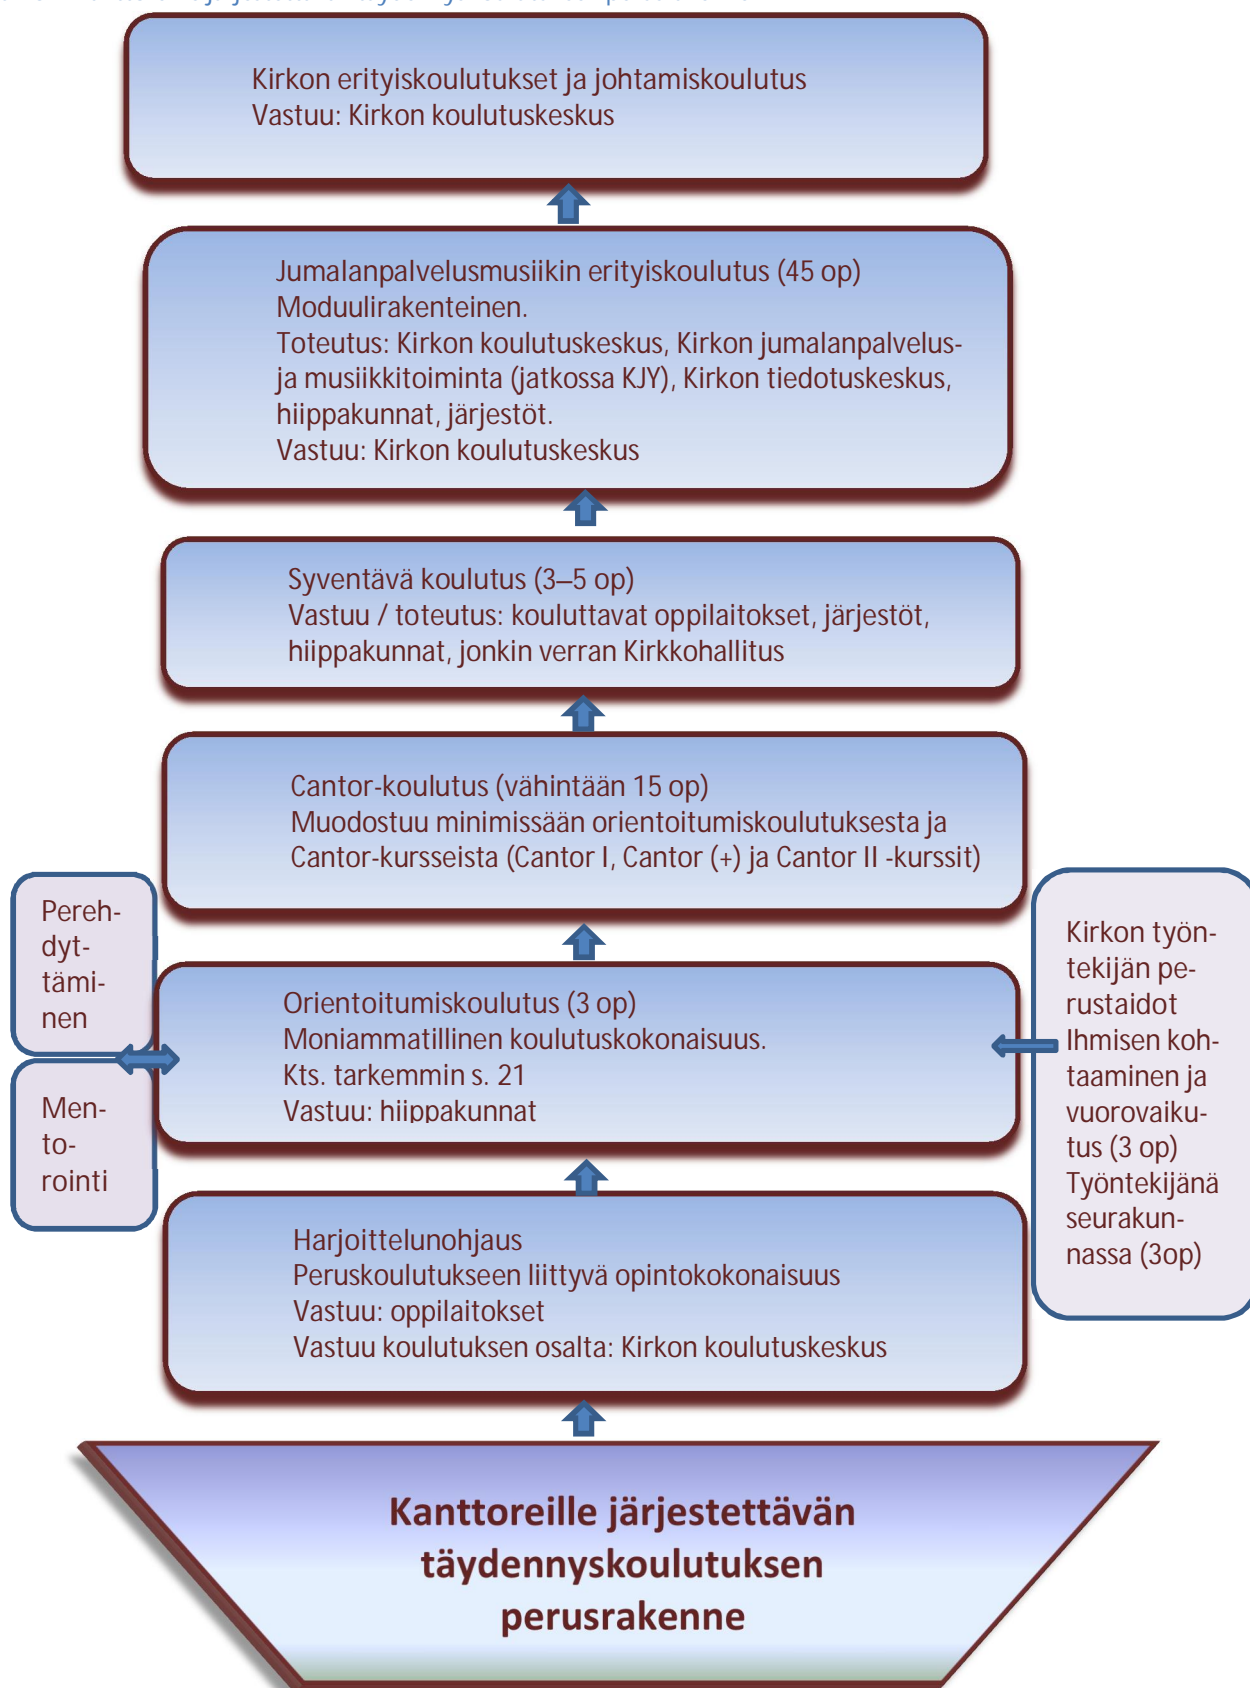 Kirkon erityiskoulutukset ja johtamiskoulutus
Vastuu: Kirkon koulutuskeskus
Jumalanpalvelusmusiikin erityiskoulutus (45 op)
Moduulirakenteinen.
Toteutus: Kirkon koulutuskeskus, Kirkon jumalanpalvelus-
ja musiikkitoiminta (jatkossa KJY), Kirkon tiedotuskeskus,
hiippakunnat, järjestöt.
Vastuu: Kirkon koulutuskeskus
Syventävä koulutus (3–5 op)
Vastuu / toteutus: kouluttavat oppilaitokset, järjestöt,
hiippakunnat, jonkin verran Kirkkohallitus
Cantor-koulutus (vähintään 15 op)
Muodostuu minimissään orientoitumiskoulutuksesta ja
Cantor-kursseista (Cantor I, Cantor (+) ja Cantor II -kurssit)
Pereh-
dyt-
tämi-
nen
Men-
to-
rointi
Orientoitumiskoulutus (3 op)
Moniammatillinen koulutuskokonaisuus.
Kts. tarkemmin s. 21
Vastuu: hiippakunnat
Kirkon työn-
tekijän pe-
rustaidot
Ihmisen koh-
taaminen ja
vuorovaiku-
tus (3 op)
Työntekijänä
seurakun-
nassa (3op)
Harjoittelunohjaus
Peruskoulutukseen liittyvä opintokokonaisuus
Vastuu: oppilaitokset
Vastuu koulutuksen osalta: Kirkon koulutuskeskus
Kanttoreille järjestettävän
täydennyskoulutuksen
perusrakenne